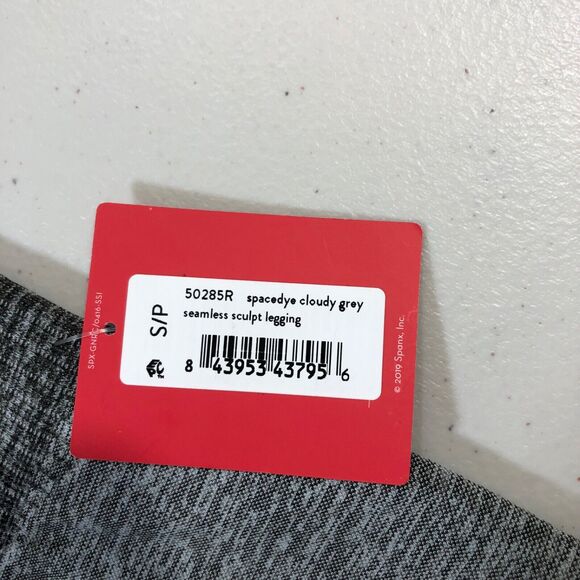 50285R spacedye cloudy grey
seamless sculpt legging
S/P
8 43953 43795 6
© 2019 Spanx, Inc.